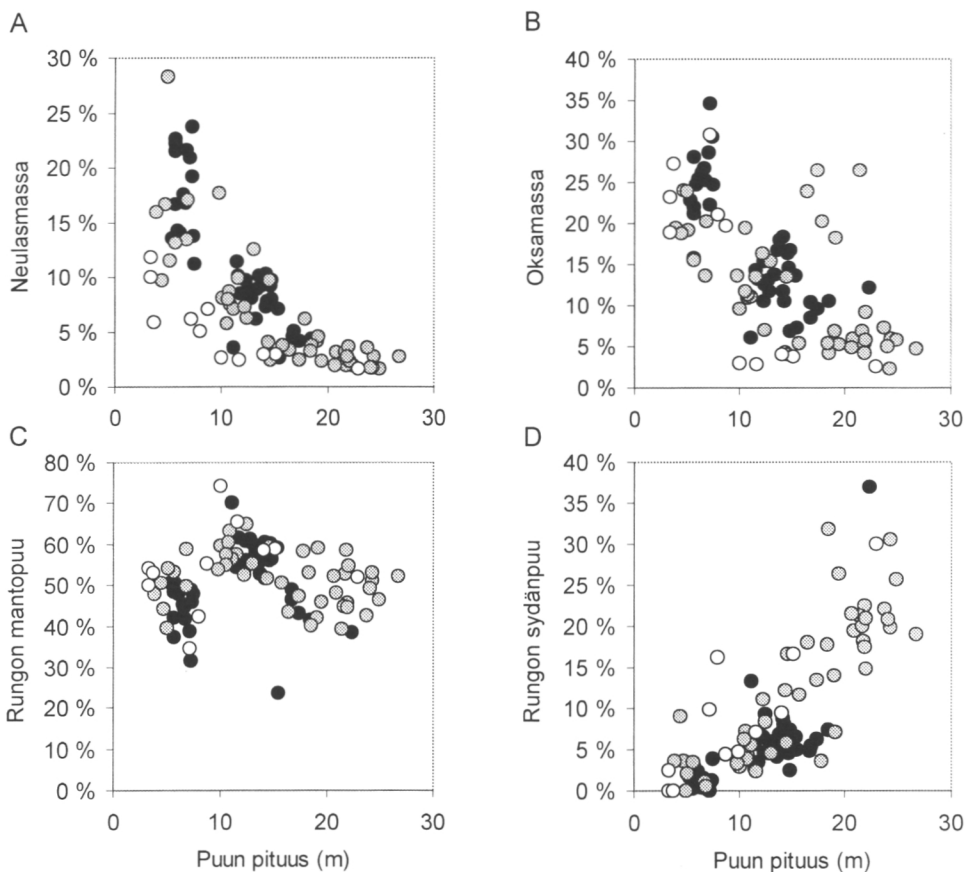 A
30 %
25 %
20 %
15 %
10 %
5 %
0 %
Neulasmassa
0 10 20 30
B
40 %
35 %
30 %
25 %
20 %
15 %
10 %
5 %
0 %
Oksamassa
0 10 20 30
C
80 %
70 %
60 %
50 %
40 %
30 %
20 %
10 %
0 %
Rungon mantopuu
0 10 20 30
Puun pituus (m)
D
40 %
35 %
30 %
25 %
20 %
15 %
10 %
5 %
0 %
Rungon sydänpuu
0 10 20 30
Puun pituus (m)